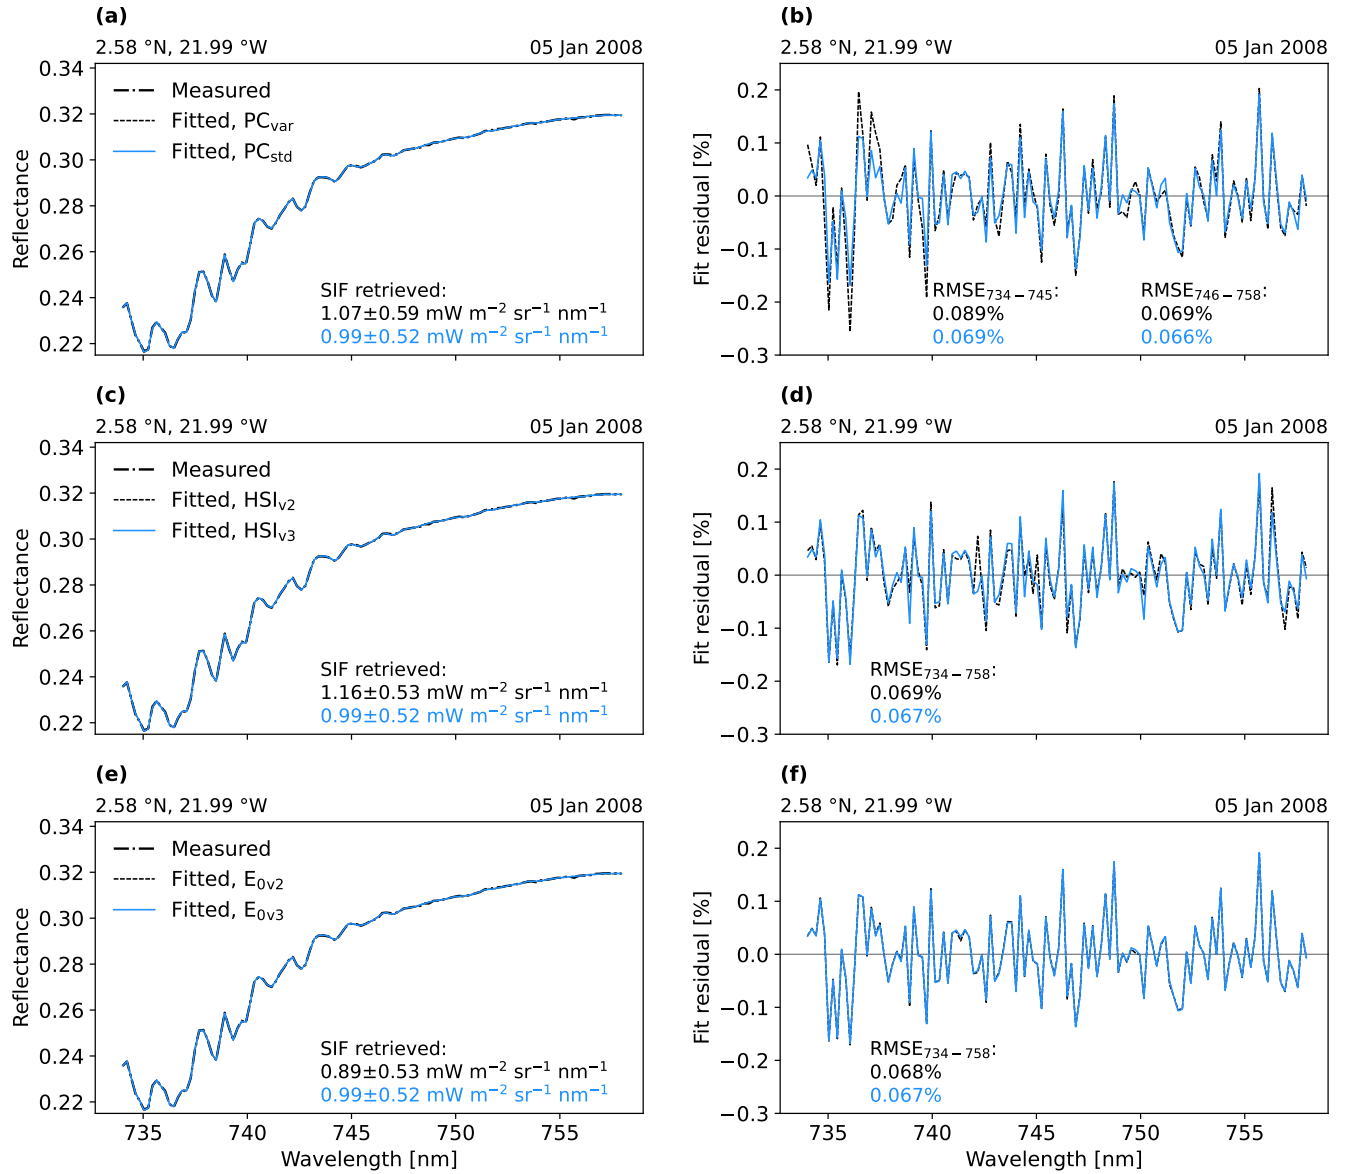 (a)
2.58 °N, 21.99 °W 05 Jan 2008
Reflectance
0.34
0.32
0.30
0.28
0.26
0.24
0.22
Measured
Fitted, PC_var
Fitted, PC_std
SIF retrieved:
1.07±0.59 mW m⁻² sr⁻¹ nm⁻¹
0.99±0.52 mW m⁻² sr⁻¹ nm⁻¹
(b)
2.58 °N, 21.99 °W 05 Jan 2008
Fit residual [%]
0.2
0.1
0.0
−0.1
−0.2
−0.3
RMSE₇₃₄₋₇₄₅: RMSE₇₄₆₋₇₅₈:
0.089% 0.069%
0.069% 0.066%
(c)
2.58 °N, 21.99 °W 05 Jan 2008
Reflectance
0.34
0.32
0.30
0.28
0.26
0.24
0.22
Measured
Fitted, HSI_v2
Fitted, HSI_v3
SIF retrieved:
1.16±0.53 mW m⁻² sr⁻¹ nm⁻¹
0.99±0.52 mW m⁻² sr⁻¹ nm⁻¹
(d)
2.58 °N, 21.99 °W 05 Jan 2008
Fit residual [%]
0.2
0.1
0.0
−0.1
−0.2
−0.3
RMSE₇₃₄₋₇₅₈:
0.069%
0.067%
(e)
2.58 °N, 21.99 °W 05 Jan 2008
Reflectance
0.34
0.32
0.30
0.28
0.26
0.24
0.22
Measured
Fitted, E_0v2
Fitted, E_0v3
SIF retrieved:
0.89±0.53 mW m⁻² sr⁻¹ nm⁻¹
0.99±0.52 mW m⁻² sr⁻¹ nm⁻¹
735 740 745 750 755
Wavelength [nm]
(f)
2.58 °N, 21.99 °W 05 Jan 2008
Fit residual [%]
0.2
0.1
0.0
−0.1
−0.2
−0.3
RMSE₇₃₄₋₇₅₈:
0.068%
0.067%
735 740 745 750 755
Wavelength [nm]